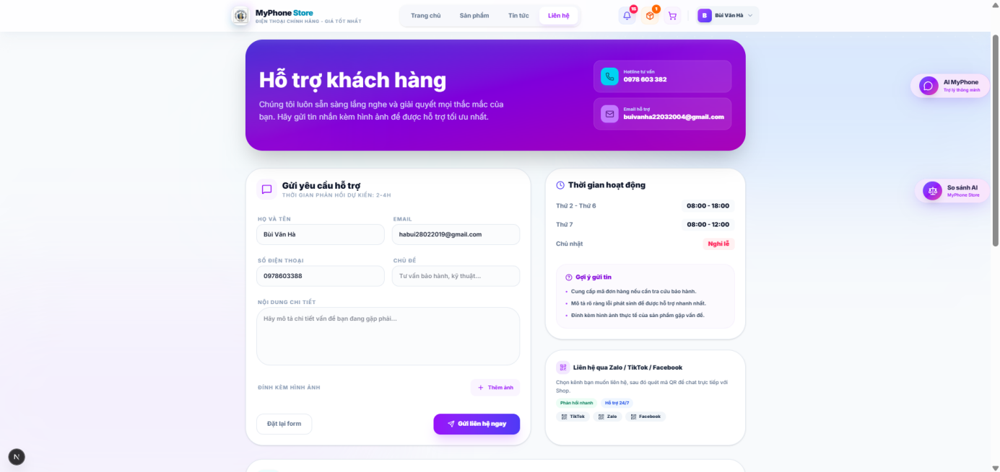 MyPhone Store
ĐIỆN THOẠI CHÍNH HÃNG - GIÁ TỐT NHẤT
Trang chủ
Sản phẩm
Tin tức
Liên hệ
1
B
Bùi Văn Hà
Hỗ trợ khách hàng
Chúng tôi luôn sẵn sàng lắng nghe và giải quyết mọi thắc mắc của
bạn. Hãy gửi tin nhắn kèm hình ảnh để được hỗ trợ tối ưu nhất.
Hotline tư vấn
0978 603 382
Email hỗ trợ
buivanha22032004@gmail.com
AI MyPhone
Trợ lý thông minh
So sánh AI
MyPhone Store
Gửi yêu cầu hỗ trợ
THỜI GIAN PHẢN HỒI DỰ KIẾN: 2-4H
HỌ VÀ TÊN
Bùi Văn Hà
EMAIL
habui28022019@gmail.com
SỐ ĐIỆN THOẠI
0978603388
CHỦ ĐỀ
Tư vấn bảo hành, kỹ thuật...
NỘI DUNG CHI TIẾT
Hãy mô tả chi tiết vấn đề bạn đang gặp phải...
ĐÍNH KÈM HÌNH ẢNH
Thêm ảnh
Đặt lại form
Gửi liên hệ ngay
Thời gian hoạt động
Thứ 2 - Thứ 6
08:00 - 18:00
Thứ 7
08:00 - 12:00
Chủ nhật
Nghỉ lễ
Gợi ý gửi tin
• Cung cấp mã đơn hàng nếu cần tra cứu bảo hành.
• Mô tả rõ ràng lỗi phát sinh để được hỗ trợ nhanh nhất.
• Đính kèm hình ảnh thực tế của sản phẩm gặp vấn đề.
Liên hệ qua Zalo / TikTok / Facebook
Chọn kênh bạn muốn liên hệ, sau đó quét mã QR để chat trực tiếp với
Shop.
Phản hồi nhanh
Hỗ trợ 24/7
TikTok
Zalo
Facebook
N